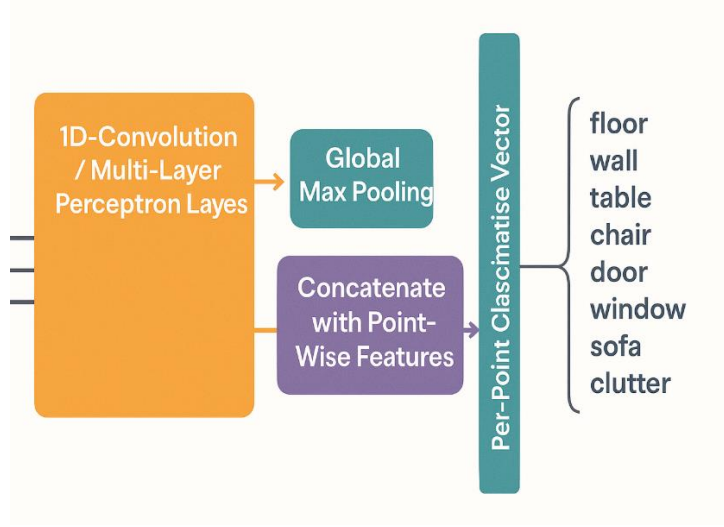 1D-Convolution
/ Multi-Layer
Perceptron Layes
Global
Max Pooling
Concatenate
with Point-
Wise Features
Per-Point Clascimatise Vector
floor
wall
table
chair
door
window
sofa
clutter